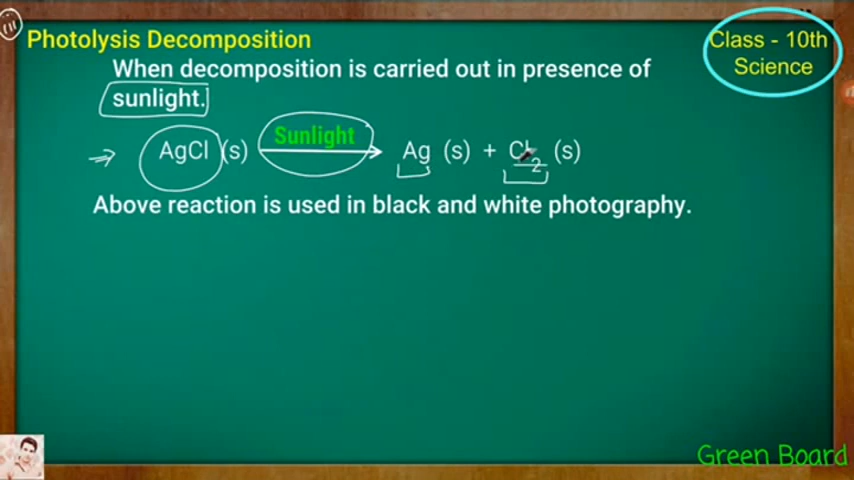 (iii)
Photolysis Decomposition
Class - 10th
Science
When decomposition is carried out in presence of
sunlight.
AgCl (s) Sunlight Ag (s) + Cl₂ (s)
Above reaction is used in black and white photography.
Green Board